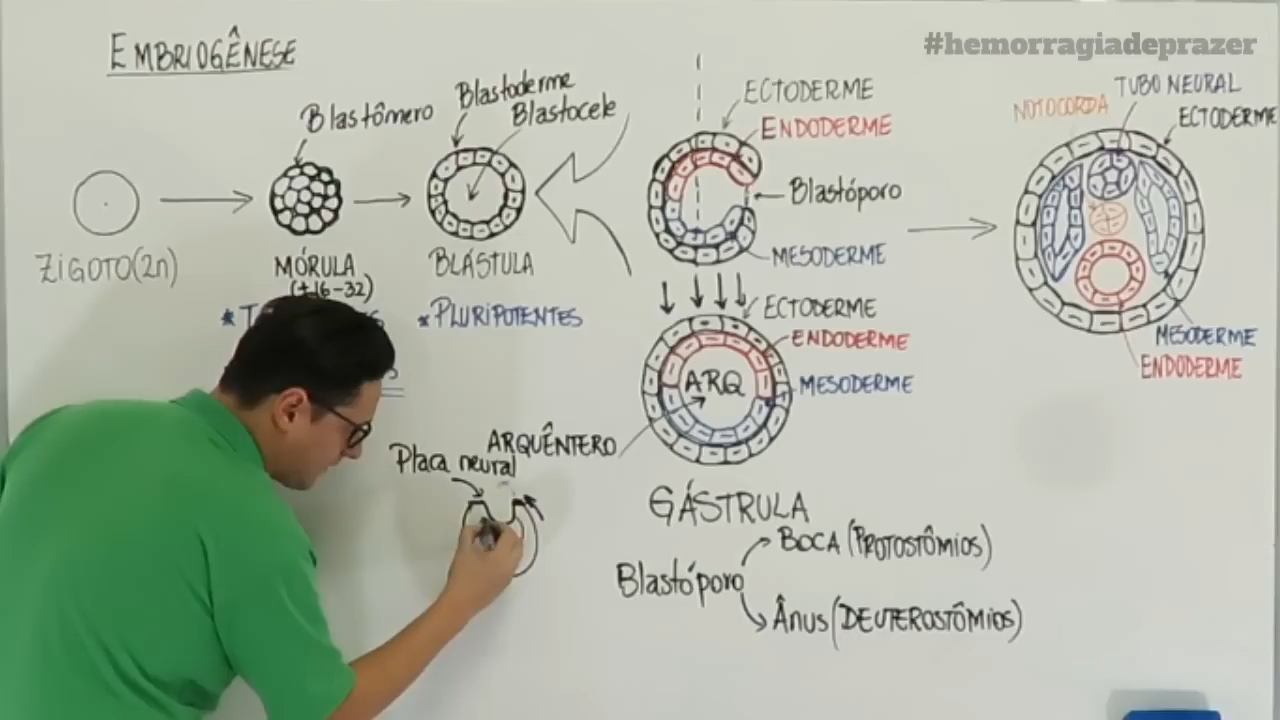 #hemorragiadeprazer
EMBRIOGÊNESE
Blastômero
Blastoderme
Blastocele
ECTODERME
ENDODERME
Blastóporo
MESODERME
NOTOCORDA
TUBO NEURAL
ECTODERME
ZIGOTO(2n)
MÓRULA
(±16-32)
BLÁSTULA
* PLURIPOTENTES
ECTODERME
ENDODERME
MESODERME
ARQ
MESODERME
ENDODERME
ARQUÊNTERO
Placa neural
GÁSTRULA
Blastóporo
BOCA (PROTOSTÔMIOS)
Ânus (DEUTEROSTÔMIOS)